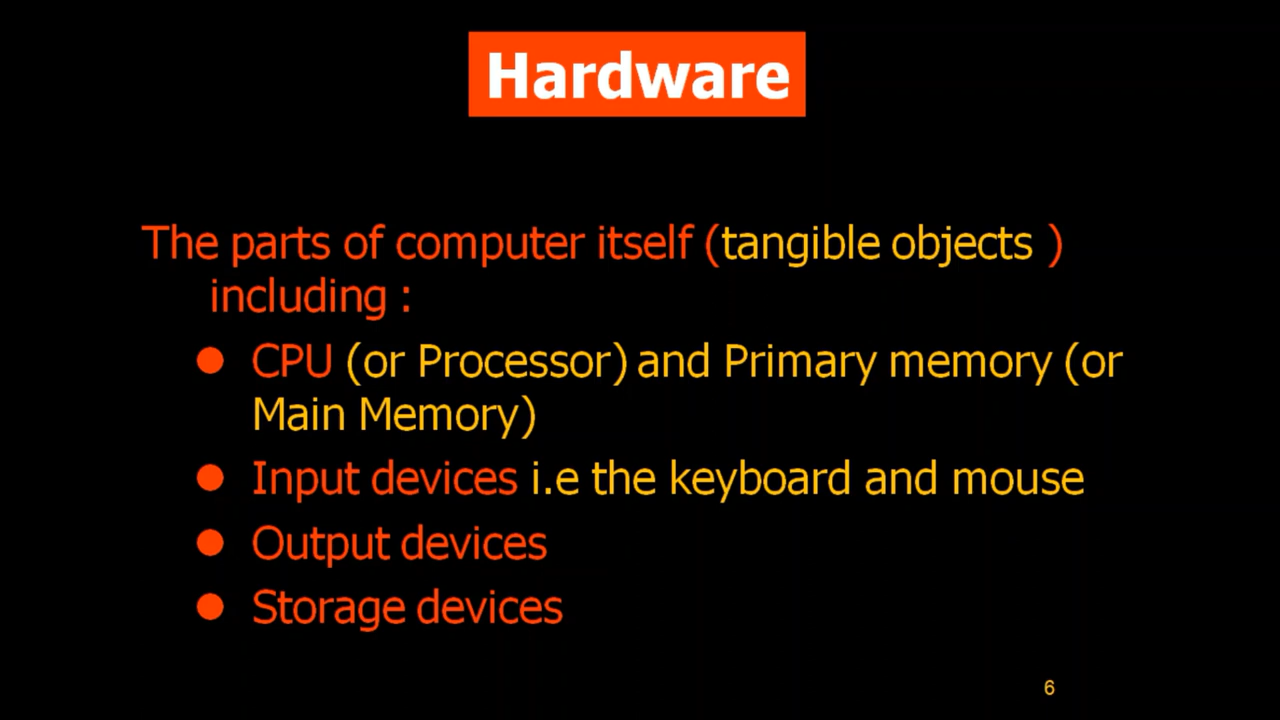 Hardware
The parts of computer itself (tangible objects )
including :
● CPU (or Processor) and Primary memory (or
Main Memory)
● Input devices i.e the keyboard and mouse
● Output devices
● Storage devices
6